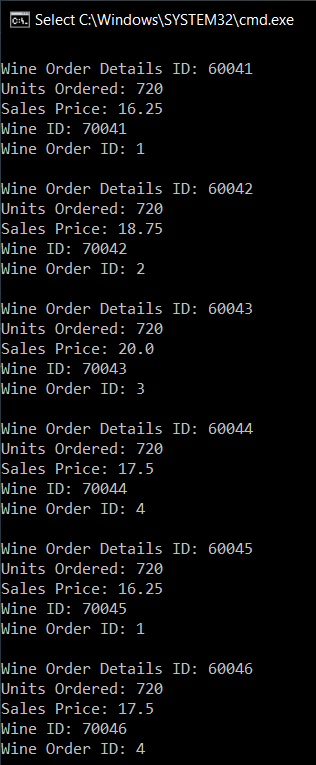 Select C:\Windows\SYSTEM32\cmd.exe
Wine Order Details ID: 60041
Units Ordered: 720
Sales Price: 16.25
Wine ID: 70041
Wine Order ID: 1
Wine Order Details ID: 60042
Units Ordered: 720
Sales Price: 18.75
Wine ID: 70042
Wine Order ID: 2
Wine Order Details ID: 60043
Units Ordered: 720
Sales Price: 20.0
Wine ID: 70043
Wine Order ID: 3
Wine Order Details ID: 60044
Units Ordered: 720
Sales Price: 17.5
Wine ID: 70044
Wine Order ID: 4
Wine Order Details ID: 60045
Units Ordered: 720
Sales Price: 16.25
Wine ID: 70045
Wine Order ID: 1
Wine Order Details ID: 60046
Units Ordered: 720
Sales Price: 17.5
Wine ID: 70046
Wine Order ID: 4